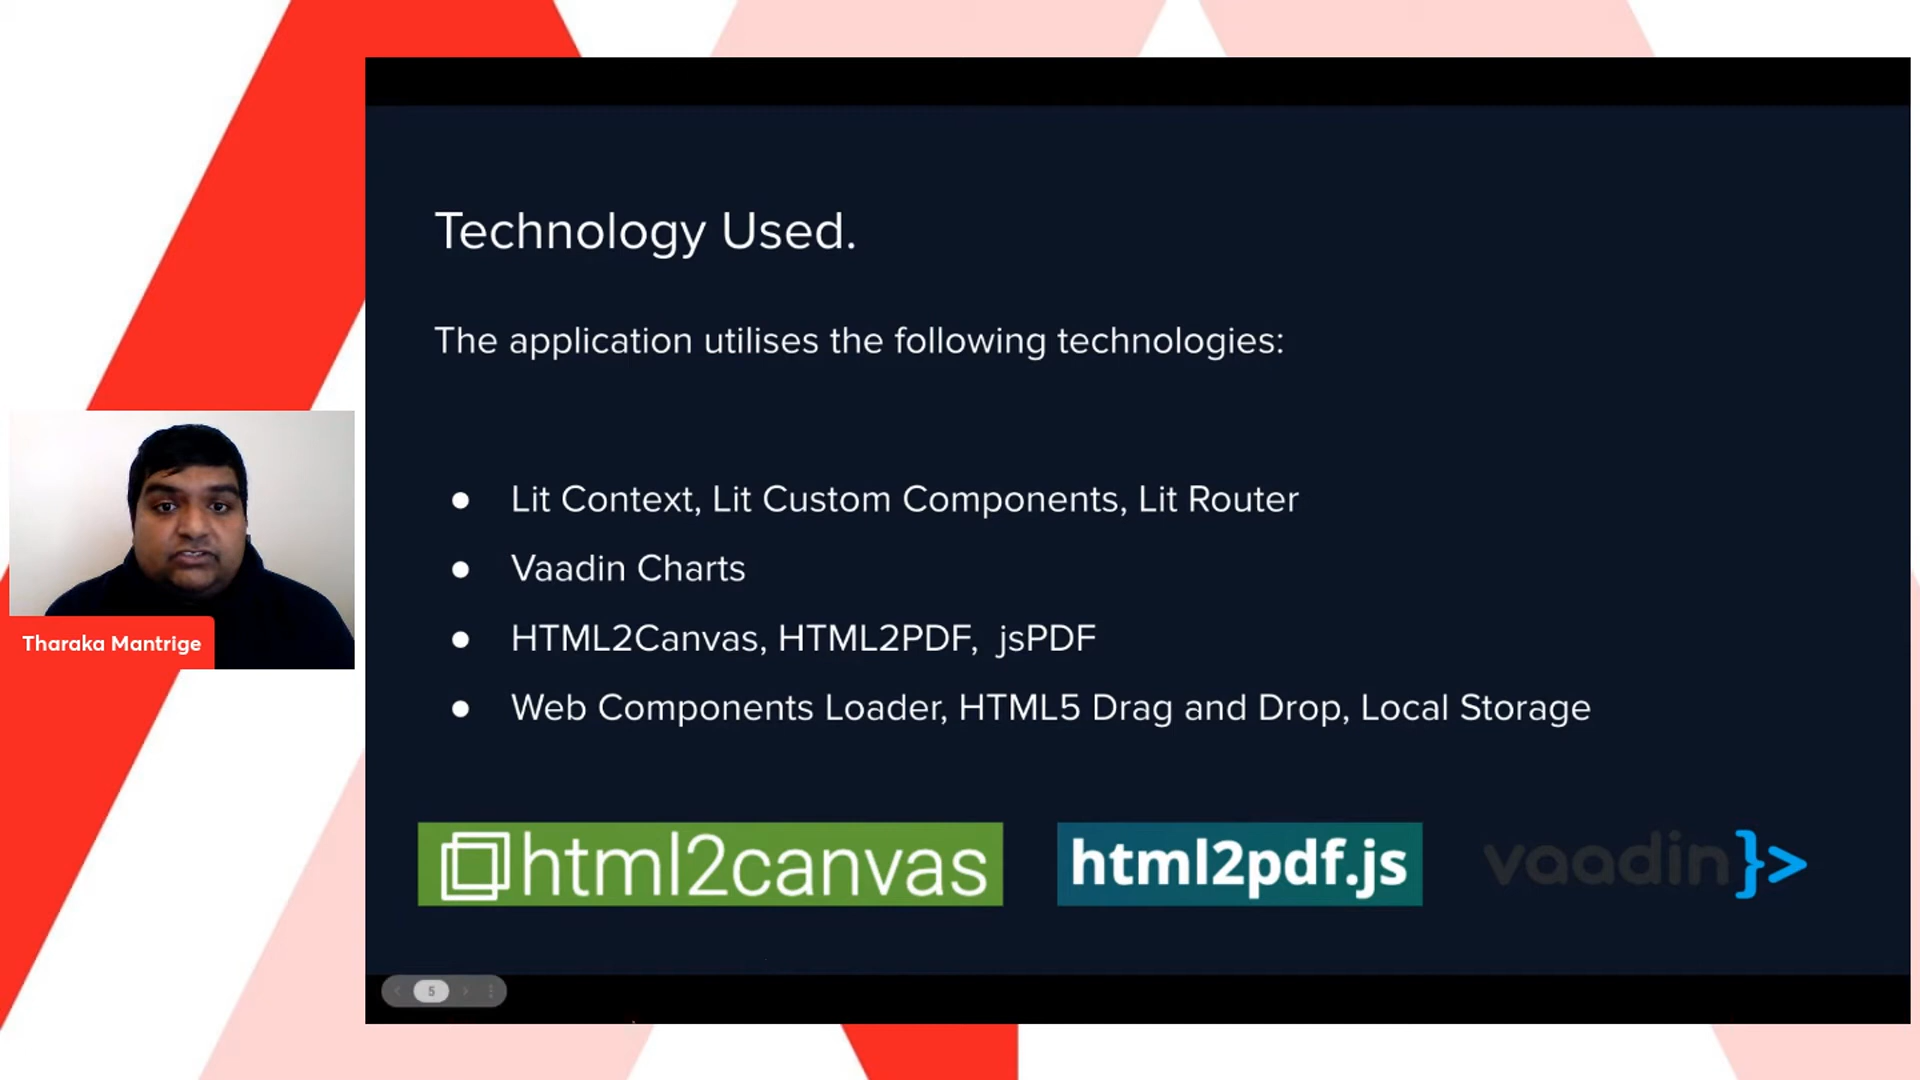 Technology Used.
The application utilises the following technologies:
● Lit Context, Lit Custom Components, Lit Router
● Vaadin Charts
● HTML2Canvas, HTML2PDF, jsPDF
● Web Components Loader, HTML5 Drag and Drop, Local Storage
html2canvas
html2pdf.js
vaadin}>
Tharaka Mantrige
5